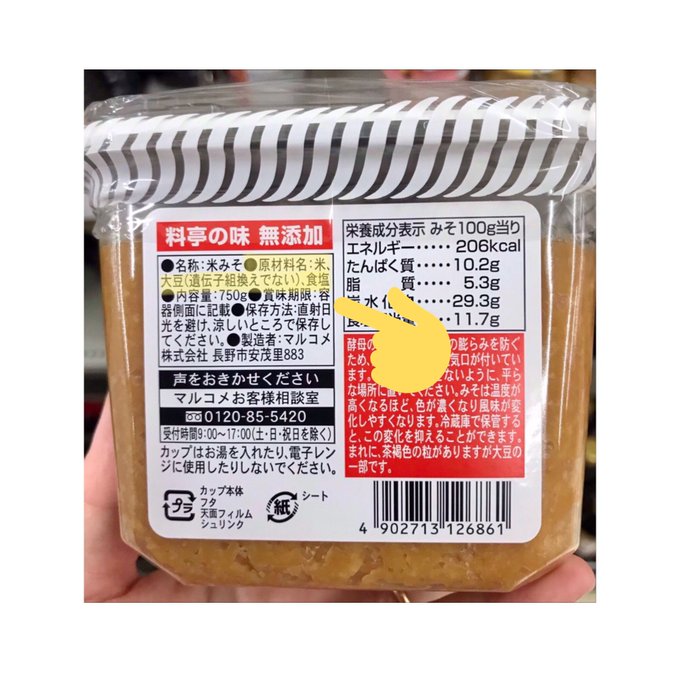 料亭の味 無添加
●名称:米みそ●原材料名:米、
大豆(遺伝子組換えでない)、食塩
●内容量:750g●賞味期限:容
器側面に記載●保存方法:直射日
光を避け、涼しいところで保存し
てください。●製造者:マルコメ
株式会社 長野市安茂里883
声をおきかせください
マルコメお客様相談室
0120-85-5420
受付時間9:00〜17:00(土・日・祝日を除く)
カップはお湯を入れたり、電子レン
ジに使用したりしないでください。
プラ
カップ本体
フタ
天面フィルム
シュリンク
紙
シート
栄養成分表示 みそ100g当り
エネルギー・・・・・206kcal
たんぱく質・・・・・10.2g
脂 質・・・・・5.3g
水化 29.3g
11.7g
酵母の の膨らみを防ぐ
ため、 気口が付いてい
ます。 ないように、平ら
な場所に ください。みそは温度が
高くなるほど、色が濃くなり風味が変
化しやすくなります。冷蔵庫で保管する
と、この変化を抑えることができます。
まれに、茶褐色の粒がありますが大豆の
一部です。
4 902713 126861